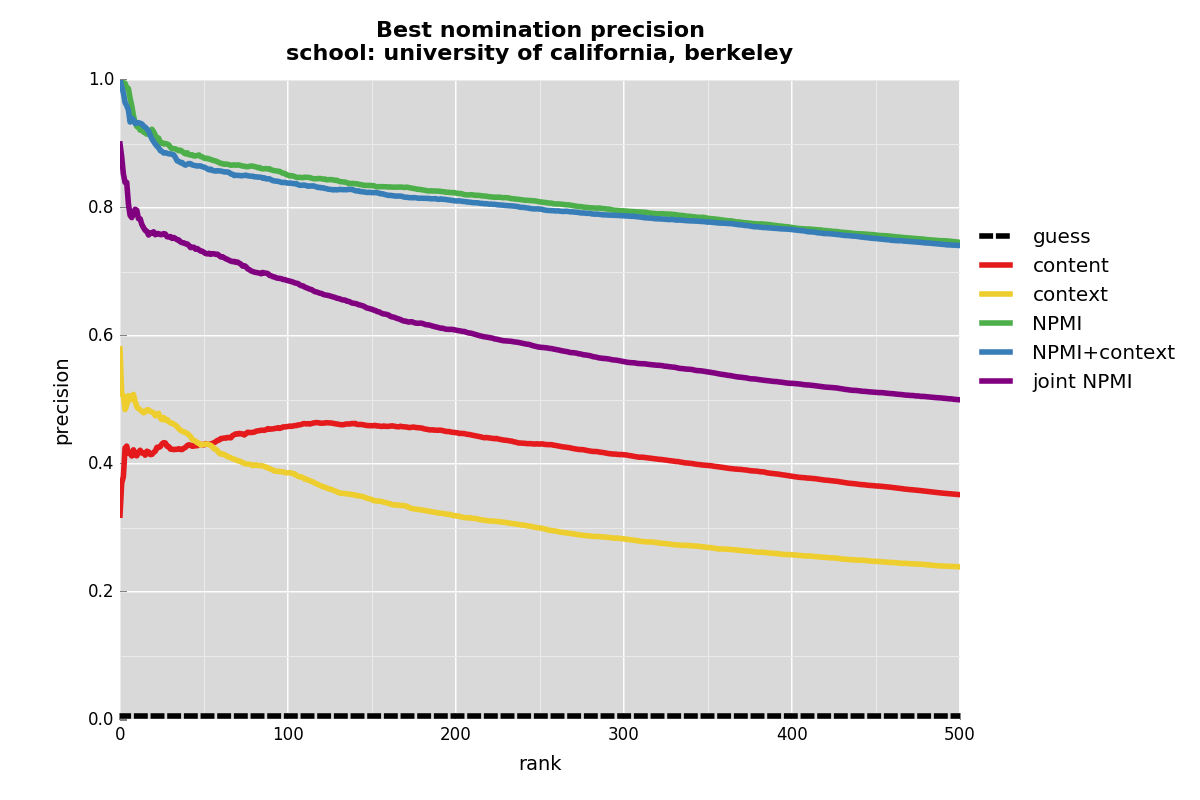 Best nomination precision
school: university of california, berkeley
precision
1.0
0.8
0.6
0.4
0.2
0.0
0 100 200 300 400 500
rank
guess
content
context
NPMI
NPMI+context
joint NPMI